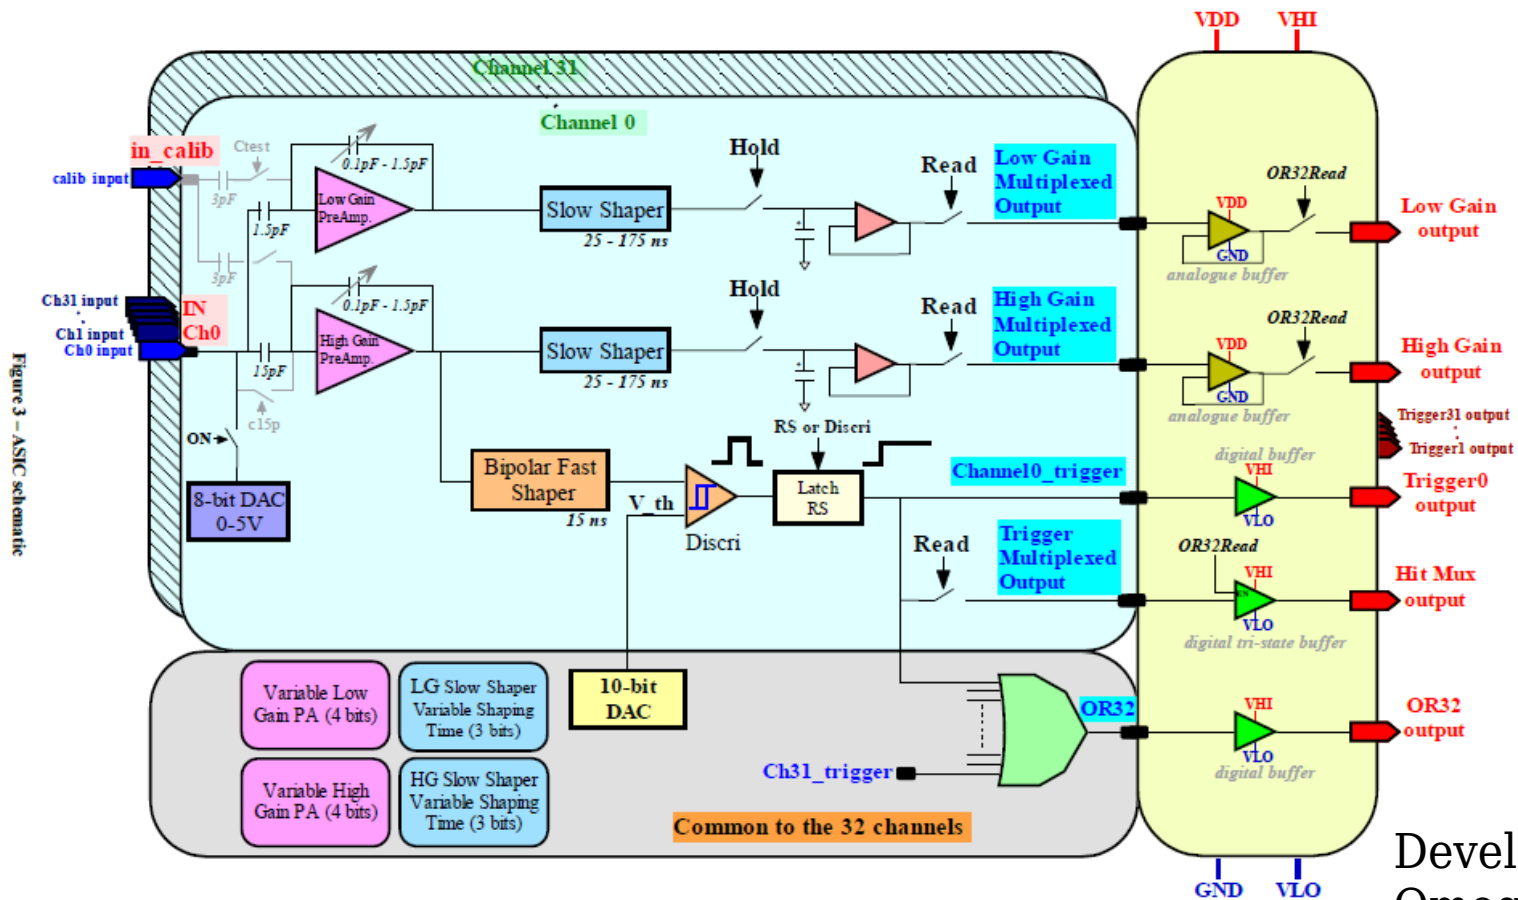 VDD
VHI
Channel 31
Channel 0
in_calib
calib input
Ctest
3pF
1.5pF
3pF
0.1pF - 1.5pF
Low Gain
PreAmp.
Slow Shaper
25 - 175 ns
Hold
Read
Low Gain
Multiplexed
Output
VDD
GND
analogue buffer
OR32Read
Low Gain
output
Ch31 input
Ch1 input
Ch0 input
IN
Ch0
15pF
c15p
0.1pF - 1.5pF
High Gain
PreAmp.
Slow Shaper
25 - 175 ns
Hold
Read
High Gain
Multiplexed
Output
VDD
GND
analogue buffer
OR32Read
High Gain
output
Trigger31 output
Trigger1 output
ON
8-bit DAC
0-5V
Bipolar Fast
Shaper
15 ns
V_th
Discri
RS or Discri
Latch
RS
Channel0_trigger
digital buffer
VHI
VLO
Trigger0
output
Read
Trigger
Multiplexed
Output
OR32Read
VHI
EN
VLO
digital tri-state buffer
Hit Mux
output
Variable Low
Gain PA (4 bits)
LG Slow Shaper
Variable Shaping
Time (3 bits)
10-bit
DAC
Variable High
Gain PA (4 bits)
HG Slow Shaper
Variable Shaping
Time (3 bits)
Ch31_trigger
OR32
VHI
VLO
digital buffer
OR32
output
Common to the 32 channels
GND
VLO
Figure 3 – ASIC schematic
Devel